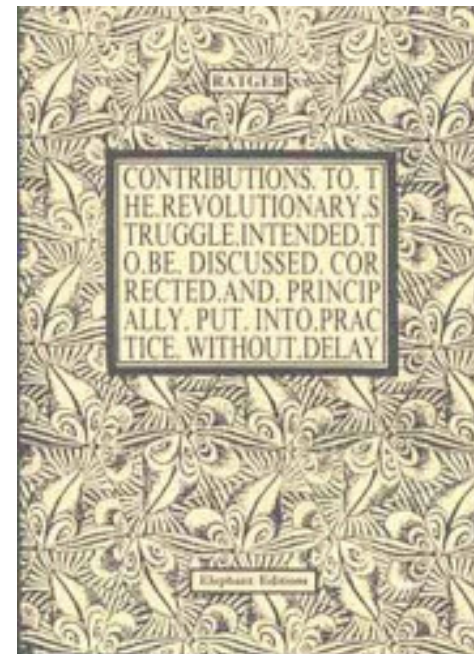 RATGEB
CONTRIBUTIONS. TO. T
HE.REVOLUTIONARY.S
TRUGGLE.INTENDED.T
O.BE. DISCUSSED. COR
RECTED.AND. PRINCIP
ALLY. PUT. INTO.PRAC
TICE. WITHOUT.DELAY
Elephant Editions